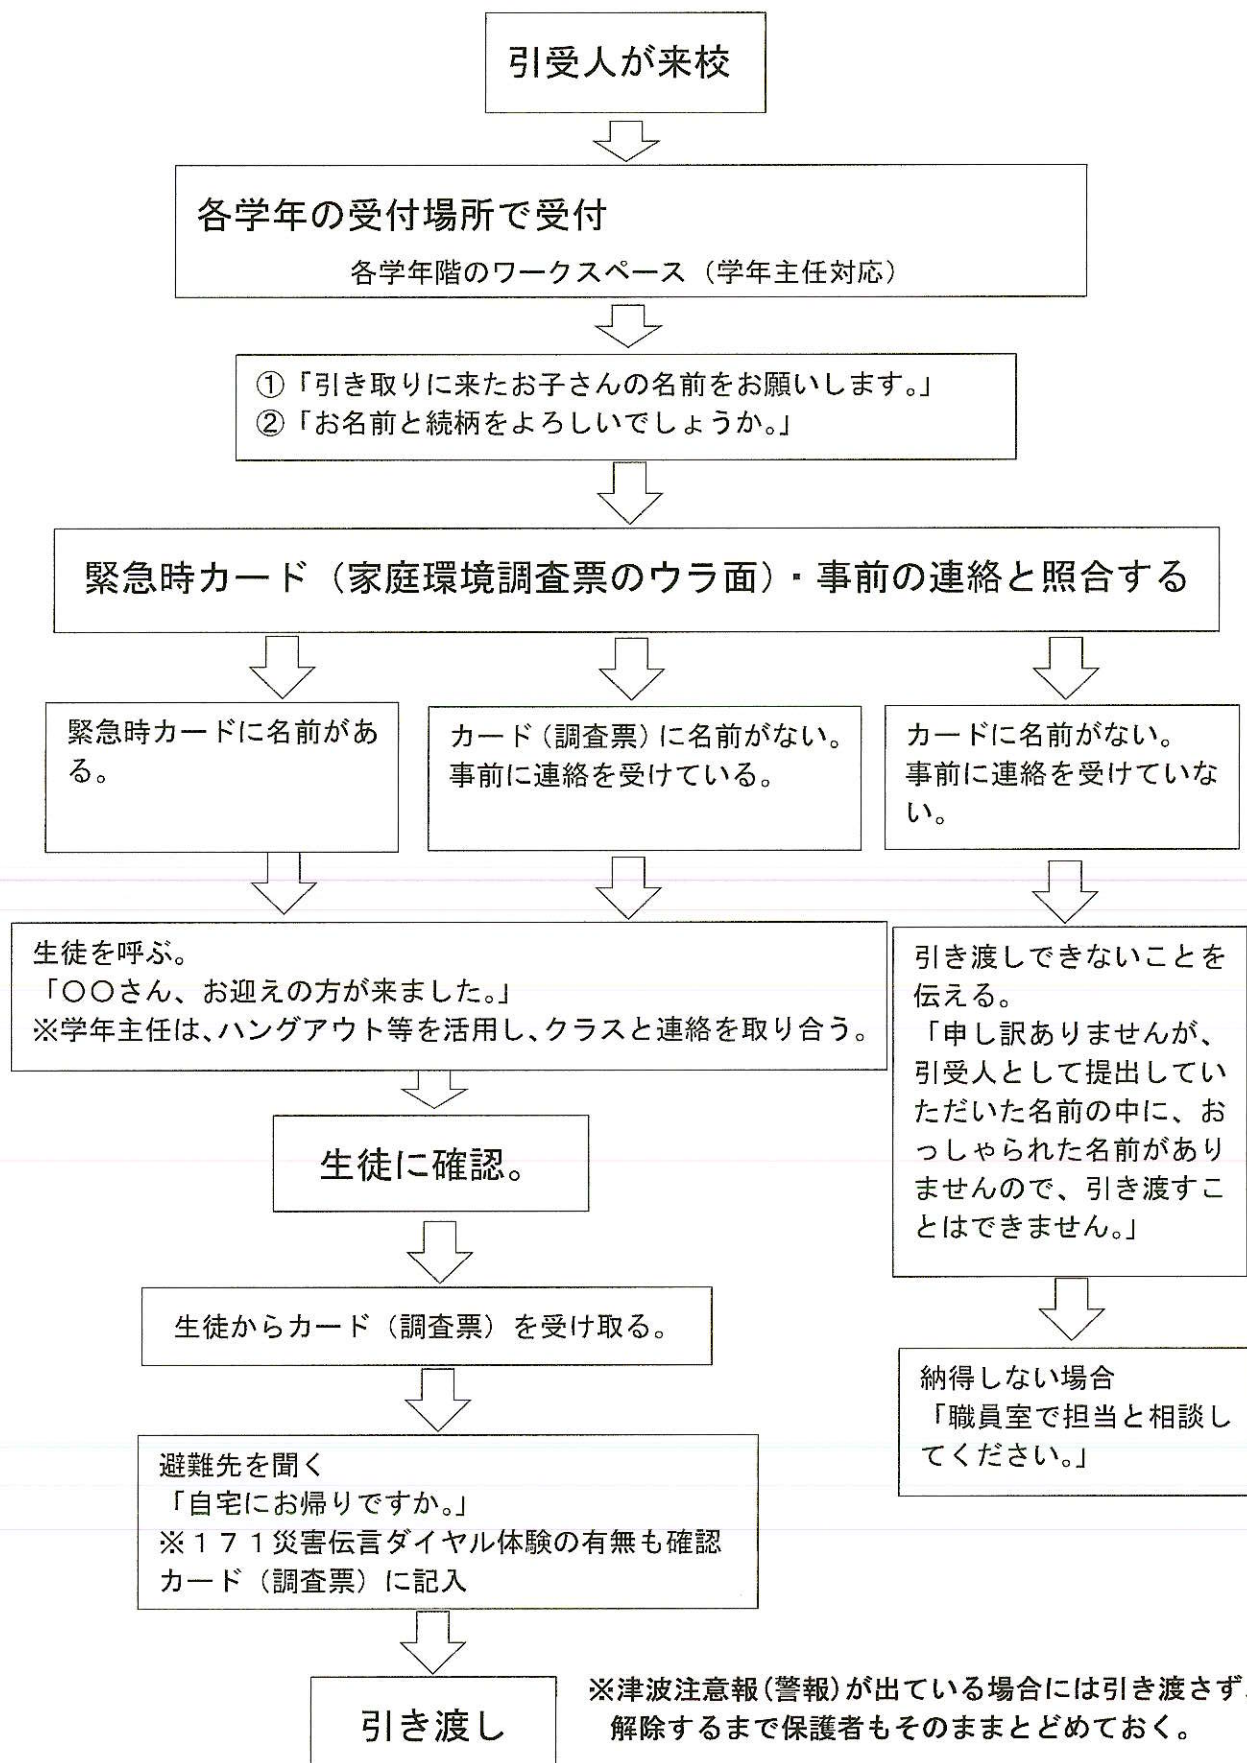 引受人が来校
各学年の受付場所で受付
各学年階のワークスペース（学年主任対応）
①「引き取りに来たお子さんの名前をお願いします。」
②「お名前と続柄をよろしいでしょうか。」
緊急時カード（家庭環境調査票のウラ面）・事前の連絡と照合する
緊急時カードに名前があ
る。
カード（調査票）に名前がない。
事前に連絡を受けている。
カードに名前がない。
事前に連絡を受けていな
い。
生徒を呼ぶ。
「〇〇さん、お迎えの方が来ました。」
※学年主任は、ハングアウト等を活用し、クラスと連絡を取り合う。
引き渡しできないことを
伝える。
「申し訳ありませんが、
引受人として提出してい
ただいた名前の中に、お
っしゃられた名前があり
ませんので、引き渡すこ
とはできません。」
生徒に確認。
生徒からカード（調査票）を受け取る。
納得しない場合
「職員室で担当と相談し
てください。」
避難先を聞く
「自宅にお帰りですか。」
※１７１災害伝言ダイヤル体験の有無も確認
カード（調査票）に記入
引き渡し
※津波注意報（警報）が出ている場合には引き渡さず、
解除するまで保護者もそのままとどめておく。